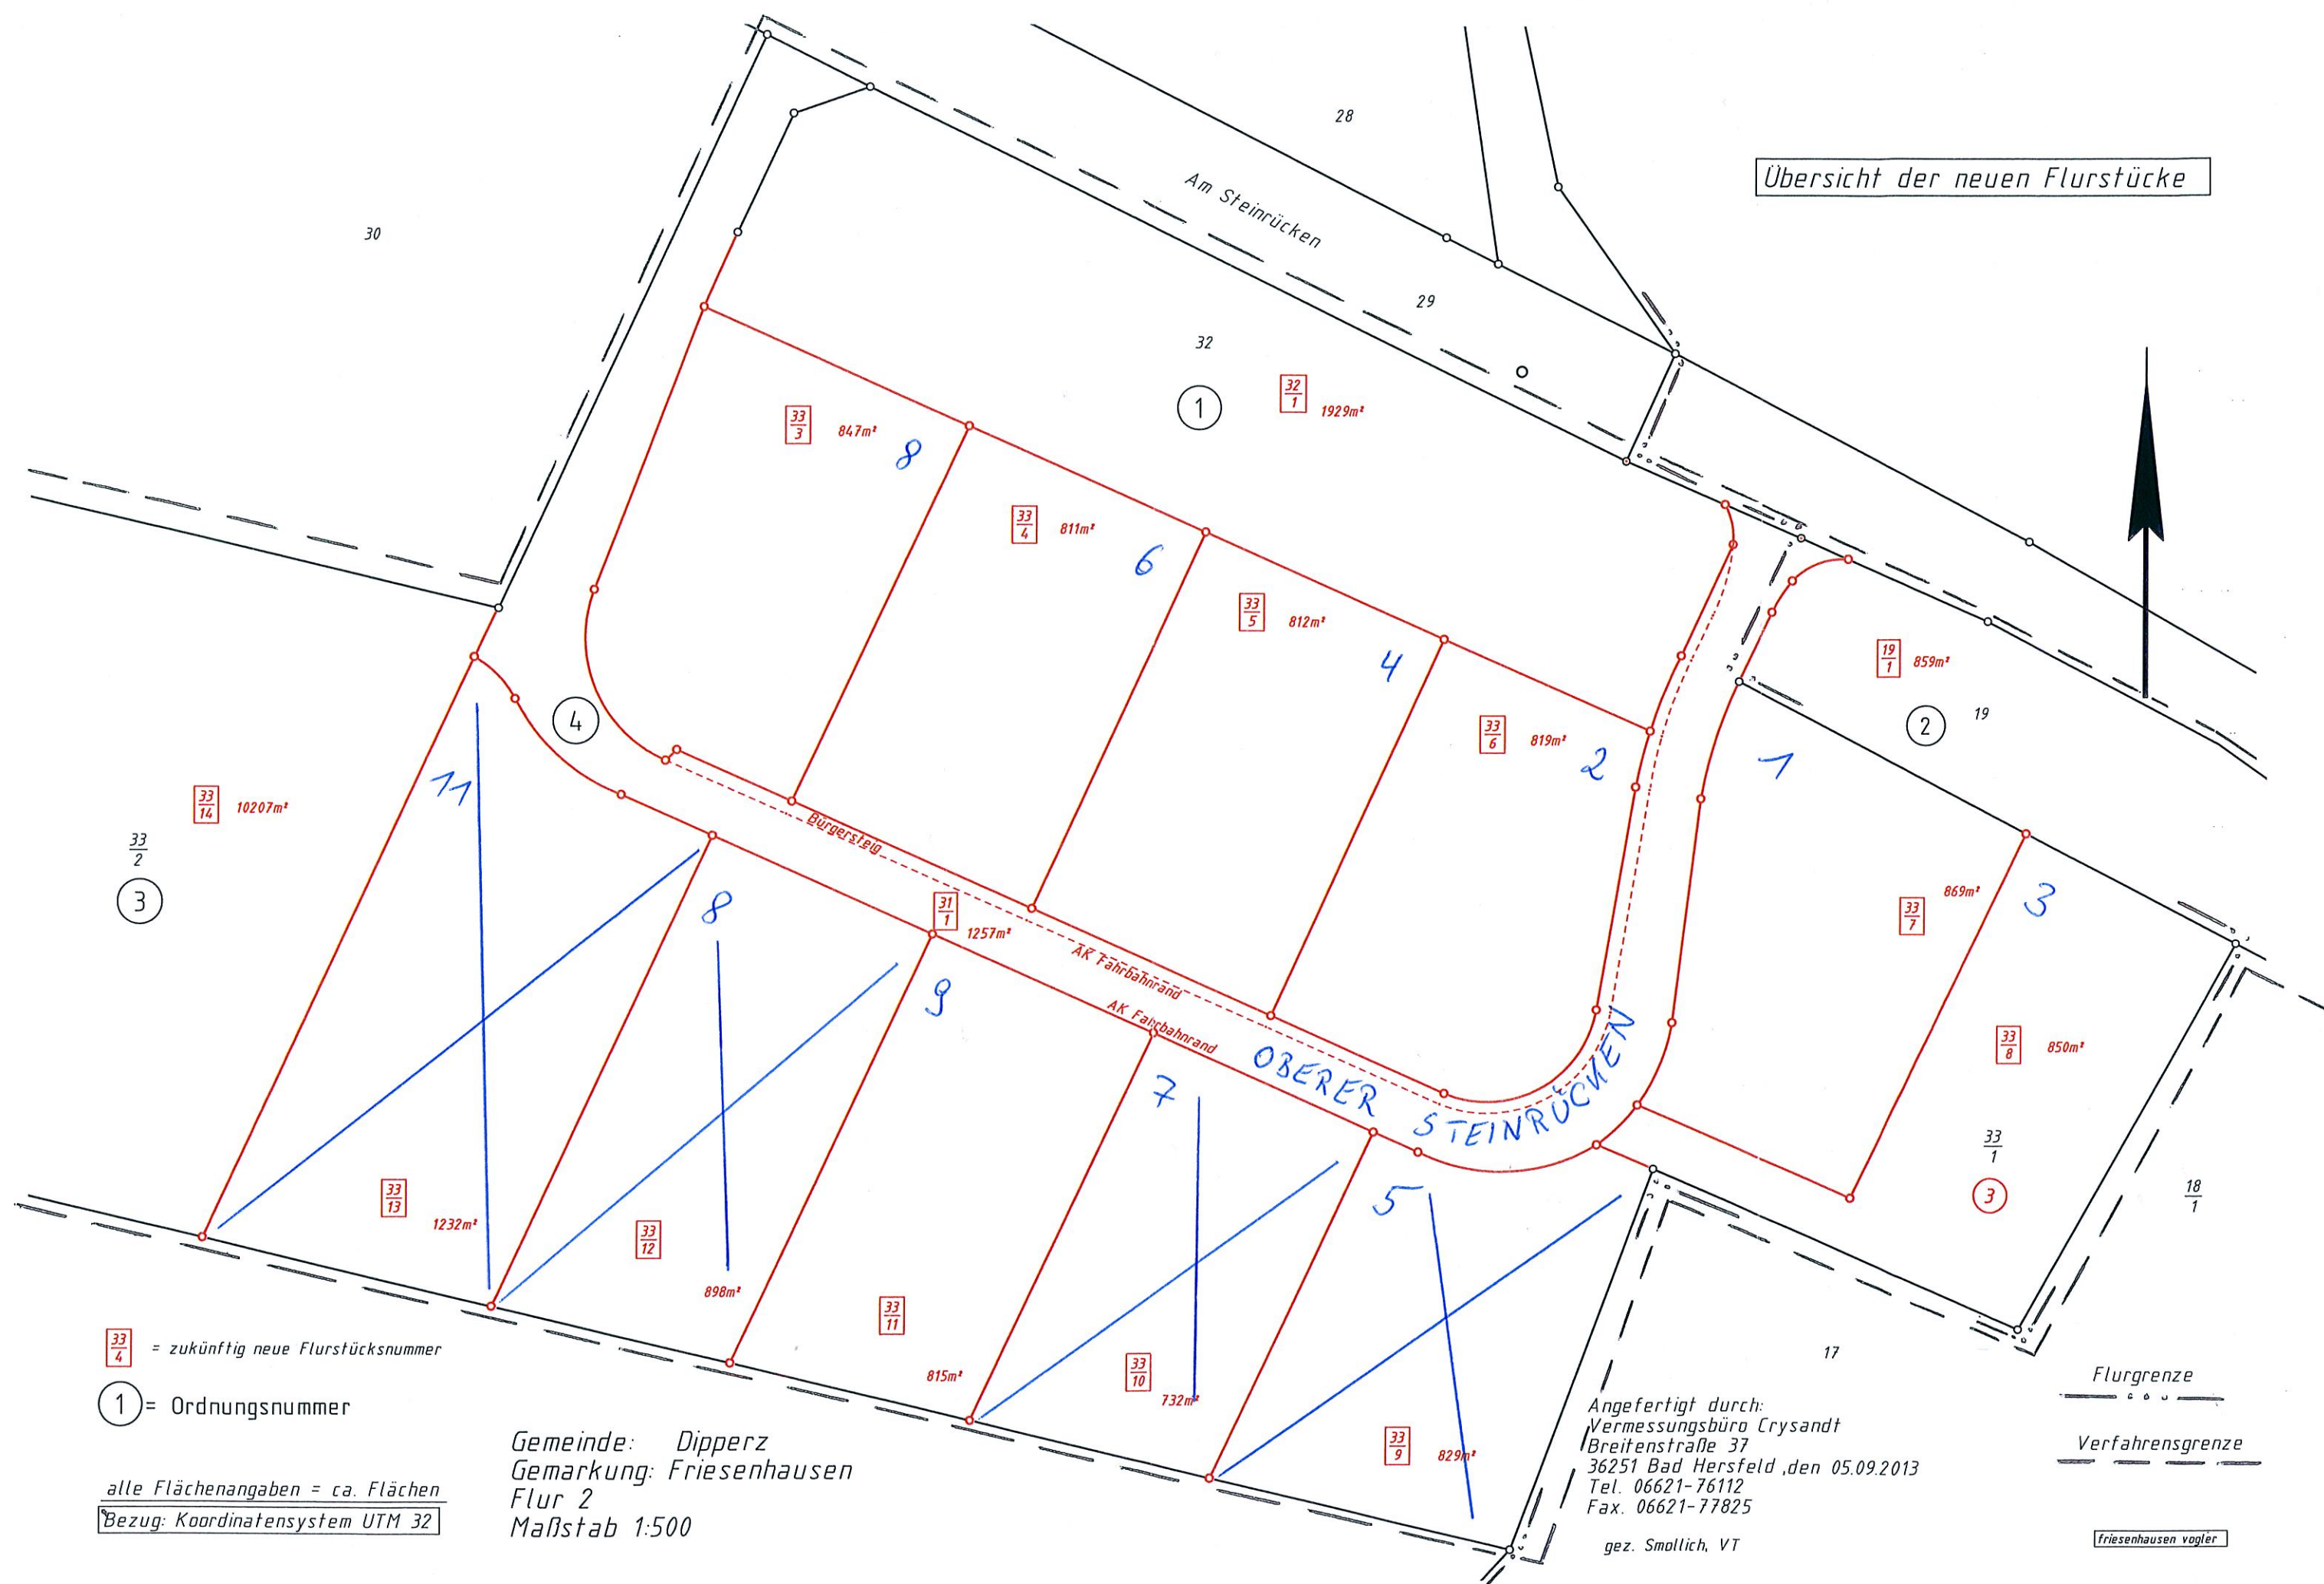 28
Übersicht der neuen Flurstücke
Am Steinrücken
30
29
32
32
1
1929m²
1
33
3
847m²
8
33
4
811m²
6
33
5
812m²
4
33
6
819m²
2
19
1
859m²
19
2
1
4
11
33
14
10207m²
33
2
3
Bürgersteig
8
31
1
1257m²
9
AK Fahrbahnrand
AK Fahrbahnrand
869m²
3
33
7
33
8
850m²
OBERER STEINRÜCKEN
7
5
33
1
3
18
1
33
13
1232m²
33
12
898m²
33
11
815m²
33
10
732m²
33
9
829m²
17
33
4
= zukünftig neue Flurstücksnummer
1 = Ordnungsnummer
alle Flächenangaben = ca. Flächen
Bezug: Koordinatensystem UTM 32
Gemeinde: Dipperz
Gemarkung: Friesenhausen
Flur 2
Maßstab 1:500
Angefertigt durch:
Vermessungsbüro Crysandt
Breitenstraße 37
36251 Bad Hersfeld ,den 05.09.2013
Tel. 06621-76112
Fax. 06621-77825
gez. Smollich, VT
Flurgrenze
Verfahrensgrenze
friesenhausen vogler